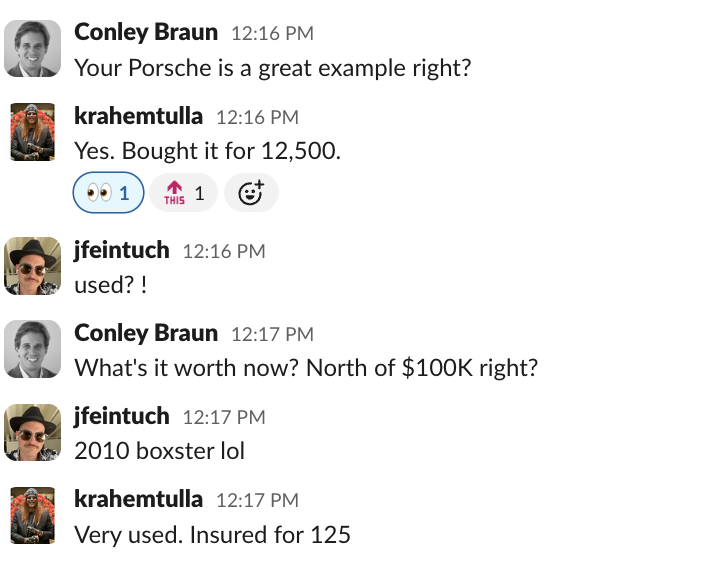 Conley Braun 12:16 PM
Your Porsche is a great example right?
krahemtulla 12:16 PM
Yes. Bought it for 12,500.
1 THIS 1
jfeintuch 12:16 PM
used? !
Conley Braun 12:17 PM
What's it worth now? North of $100K right?
jfeintuch 12:17 PM
2010 boxster lol
krahemtulla 12:17 PM
Very used. Insured for 125